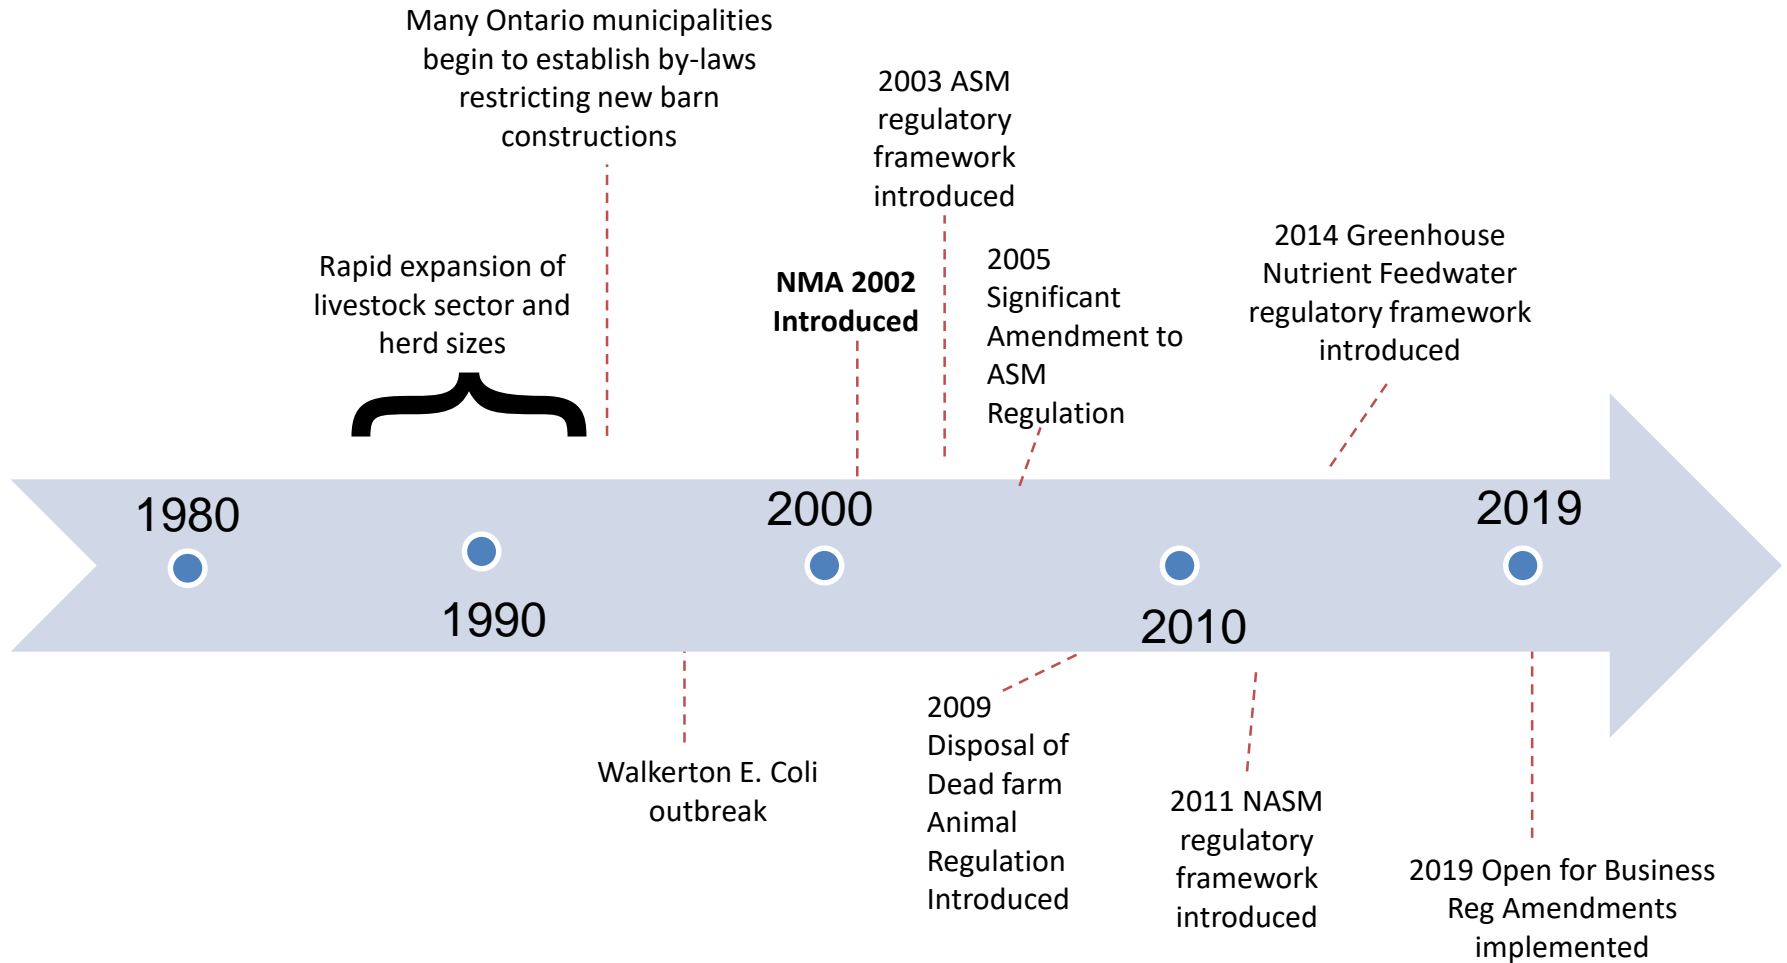 Many Ontario municipalities
begin to establish by-laws
restricting new barn
constructions
2003 ASM
regulatory
framework
introduced
Rapid expansion of
livestock sector and
herd sizes
NMA 2002
Introduced
2005
Significant
Amendment to
ASM
Regulation
2014 Greenhouse
Nutrient Feedwater
regulatory framework
introduced
1980
1990
2000
2010
2019
Walkerton E. Coli
outbreak
2009
Disposal of
Dead farm
Animal
Regulation
Introduced
2011 NASM
regulatory
framework
introduced
2019 Open for Business
Reg Amendments
implemented